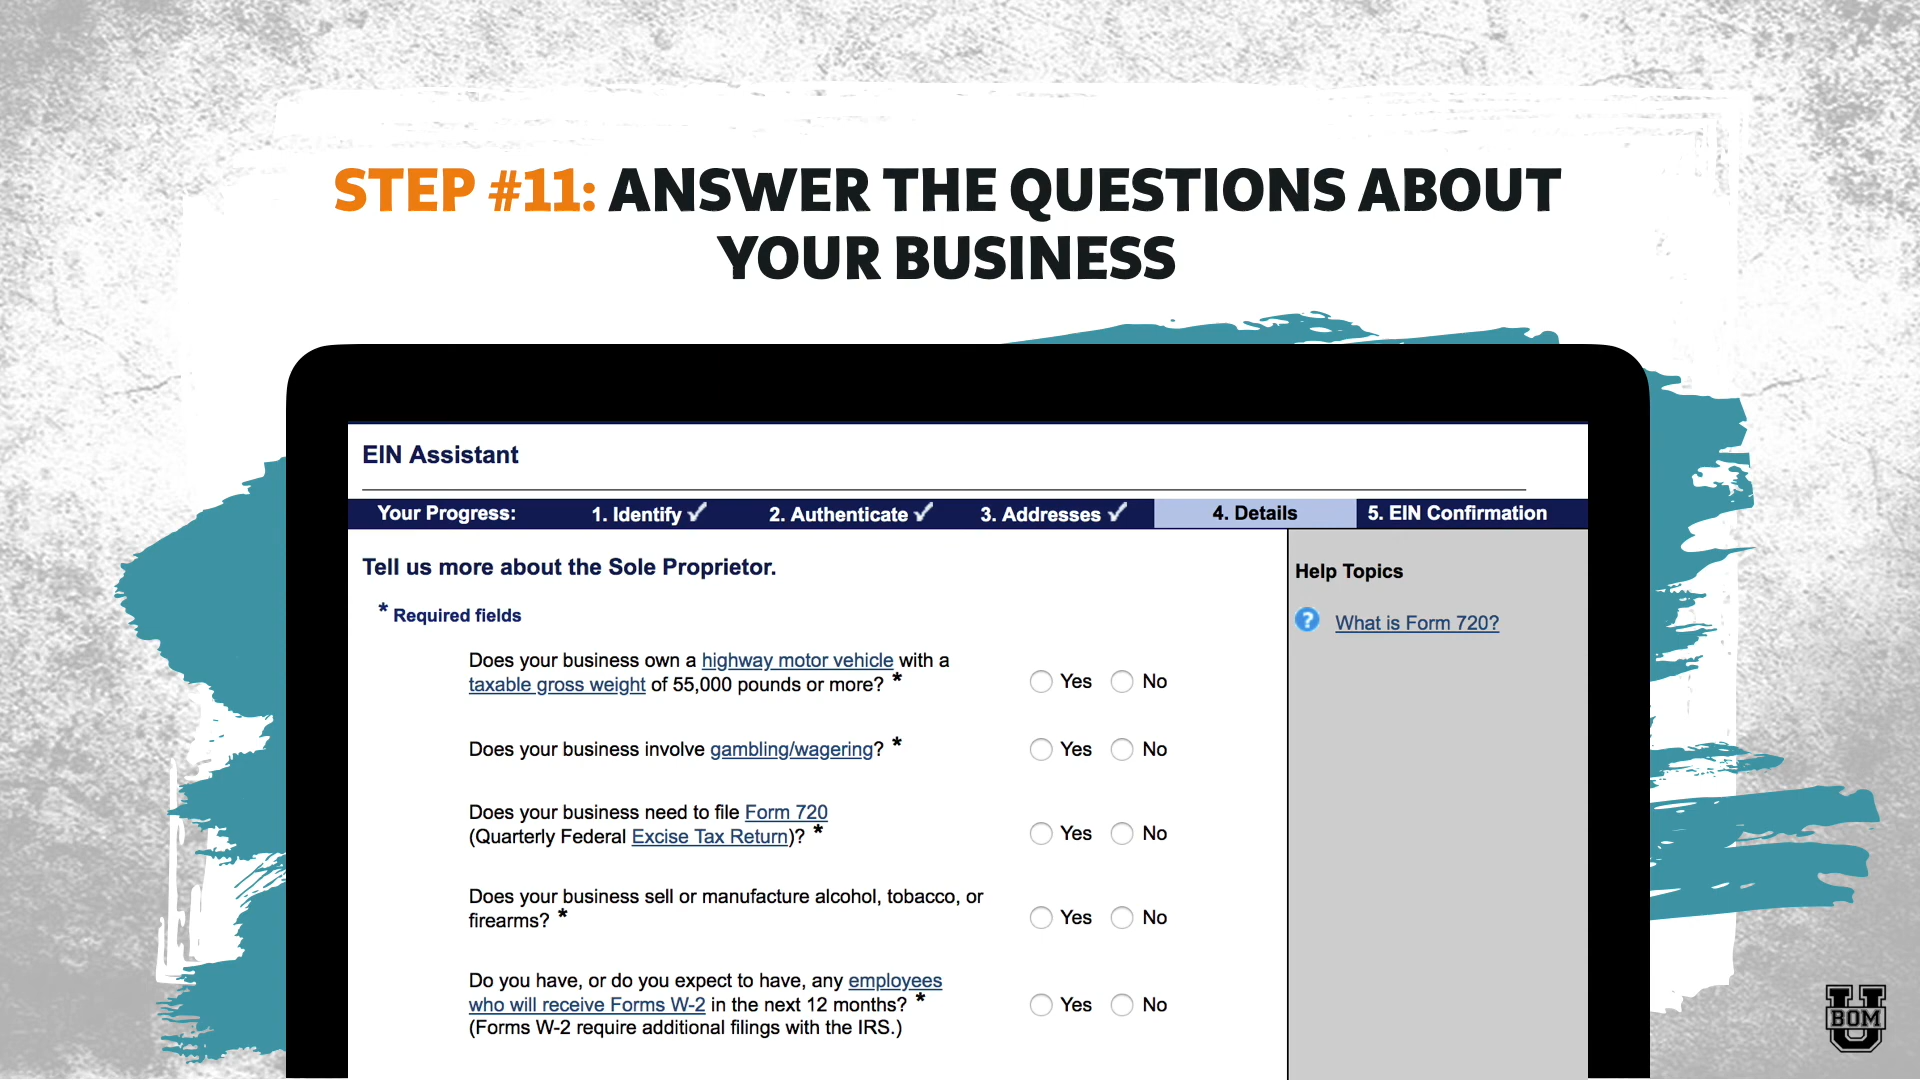 STEP #11: ANSWER THE QUESTIONS ABOUT
YOUR BUSINESS
EIN Assistant
Your Progress: 1. Identify ✓ 2. Authenticate ✓ 3. Addresses ✓ 4. Details 5. EIN Confirmation
Tell us more about the Sole Proprietor.
* Required fields
Does your business own a highway motor vehicle with a
taxable gross weight of 55,000 pounds or more? *
Yes No
Does your business involve gambling/wagering? *
Yes No
Does your business need to file Form 720
(Quarterly Federal Excise Tax Return)? *
Yes No
Does your business sell or manufacture alcohol, tobacco, or
firearms? *
Yes No
Do you have, or do you expect to have, any employees
who will receive Forms W-2 in the next 12 months? *
(Forms W-2 require additional filings with the IRS.)
Yes No
Help Topics
? What is Form 720?
U
BOM